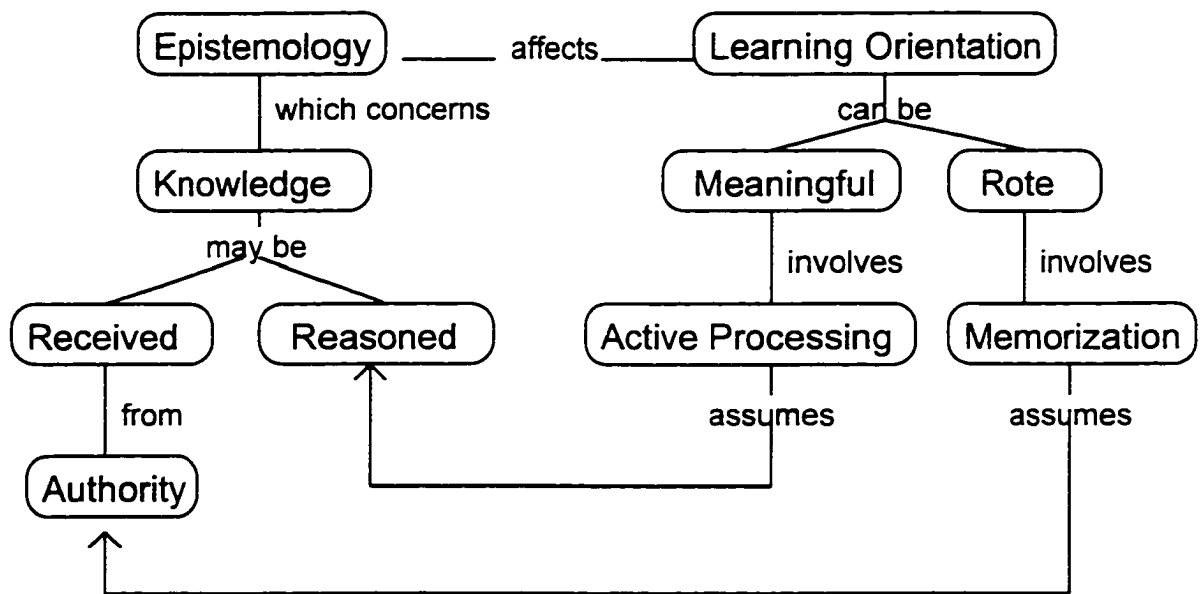 Epistemology affects Learning Orientation
which concerns can be
Knowledge Meaningful Rote
may be involves involves
Received Reasoned Active Processing Memorization
from assumes assumes
Authority